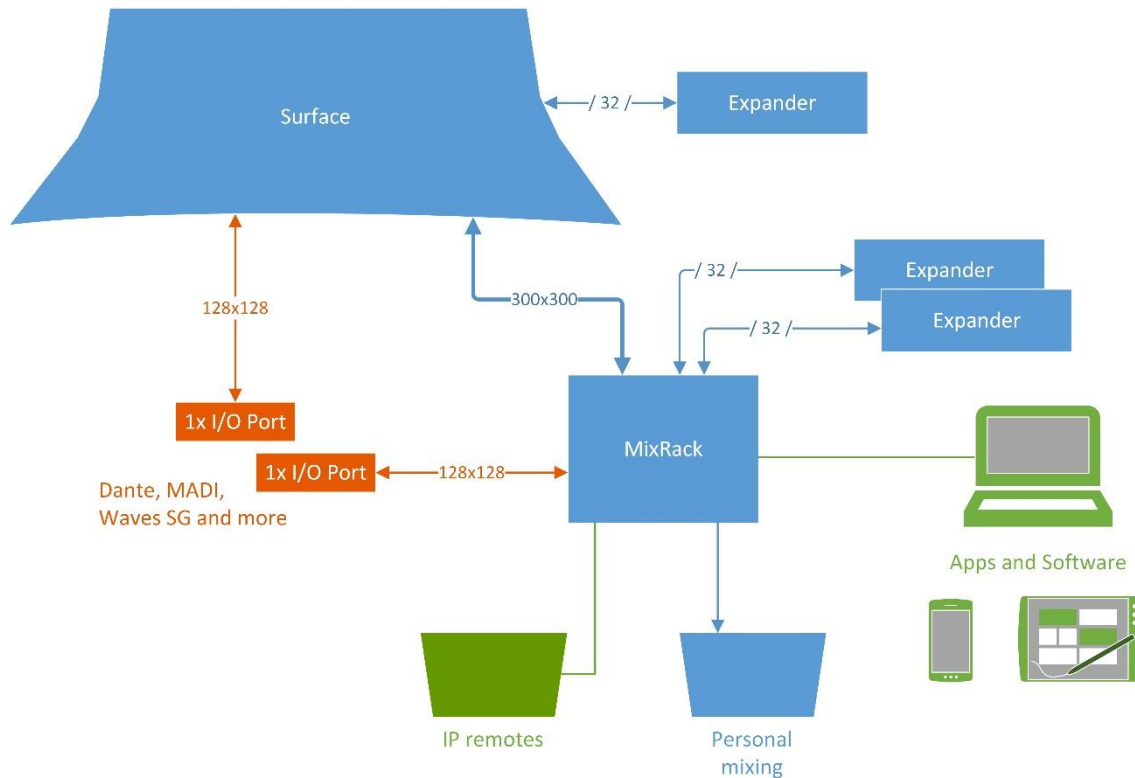 Surface
/ 32 /
Expander
/ 32 /
Expander
128x128
300x300
/ 32 /
Expander
1x I/O Port
MixRack
1x I/O Port
128x128
Dante, MADI,
Waves SG and more
Apps and Software
IP remotes
Personal
mixing